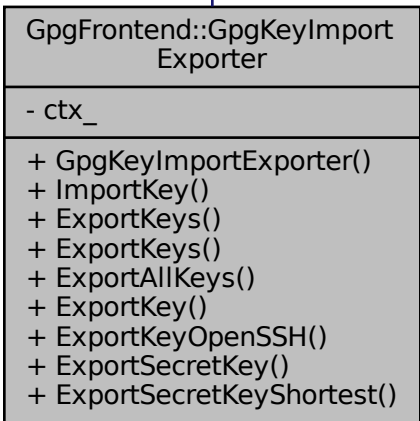 GpgFrontend::GpgKeyImport
Exporter
- ctx_
+ GpgKeyImportExporter()
+ ImportKey()
+ ExportKeys()
+ ExportKeys()
+ ExportAllKeys()
+ ExportKey()
+ ExportKeyOpenSSH()
+ ExportSecretKey()
+ ExportSecretKeyShortest()